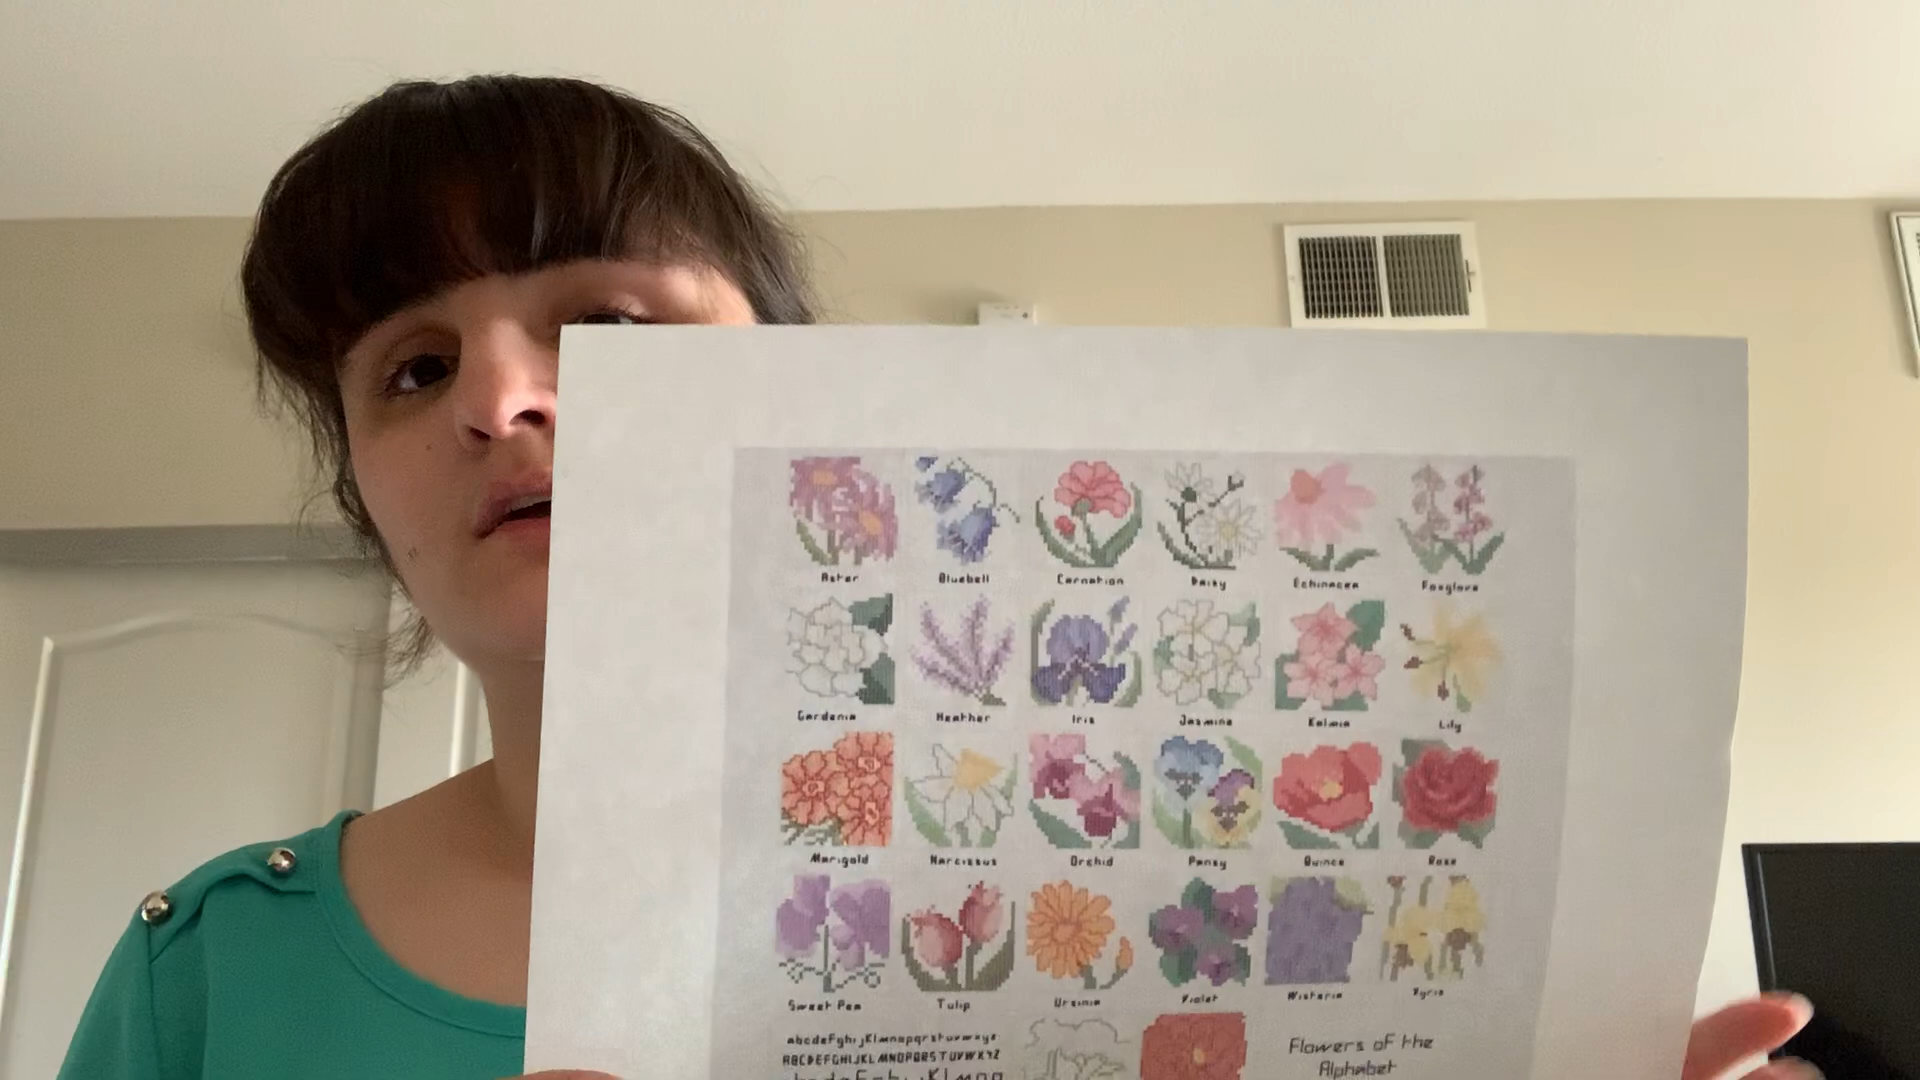 Aster Bluebell Carnation Daisy Echinacea Foxglove
Gardenia Heather Iris Jasmine Kalmia Lily
Marigold Narcissus Orchid Pansy Quince Rose
Sweet Pea Tulip Ursinia Violet Wisteria Xyris
abcdefghijklmnopqrstuvwxyz
ABCDEFGHIJKLMNOPQRSTUVWXYZ
Flowers of the
Alphabet